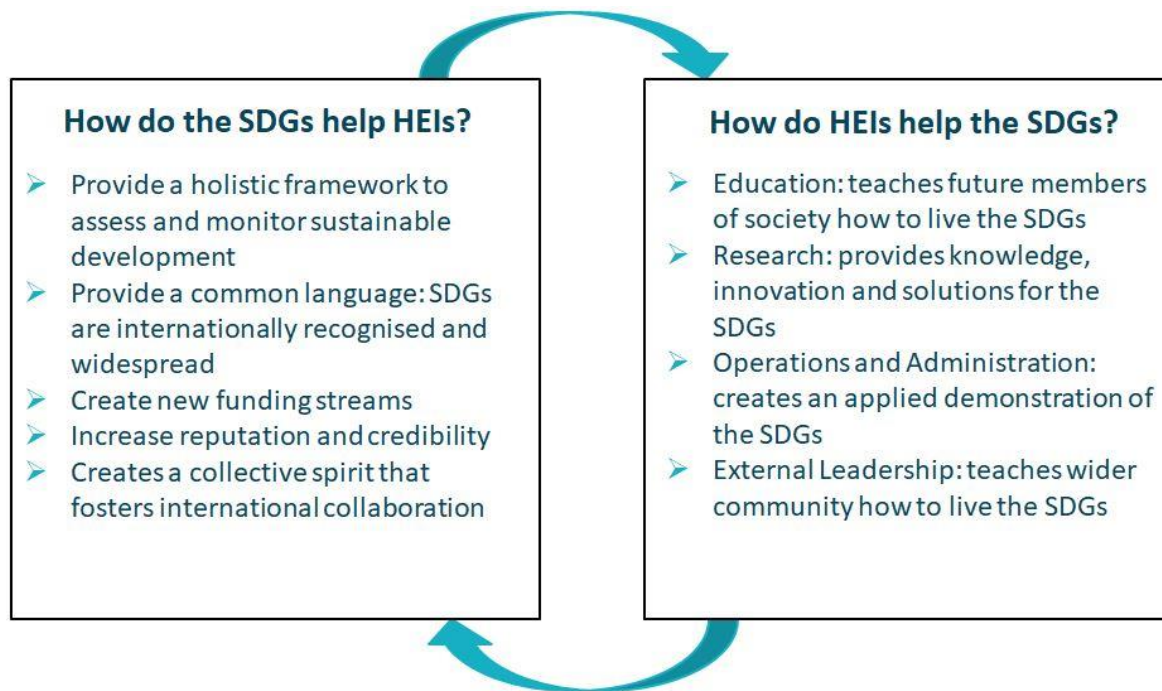 How do the SDGs help HEIs?
Provide a holistic framework to
assess and monitor sustainable
development
Provide a common language: SDGs
are internationally recognised and
widespread
Create new funding streams
Increase reputation and credibility
Creates a collective spirit that
fosters international collaboration
How do HEIs help the SDGs?
Education: teaches future members
of society how to live the SDGs
Research: provides knowledge,
innovation and solutions for the
SDGs
Operations and Administration:
creates an applied demonstration of
the SDGs
External Leadership: teaches wider
community how to live the SDGs